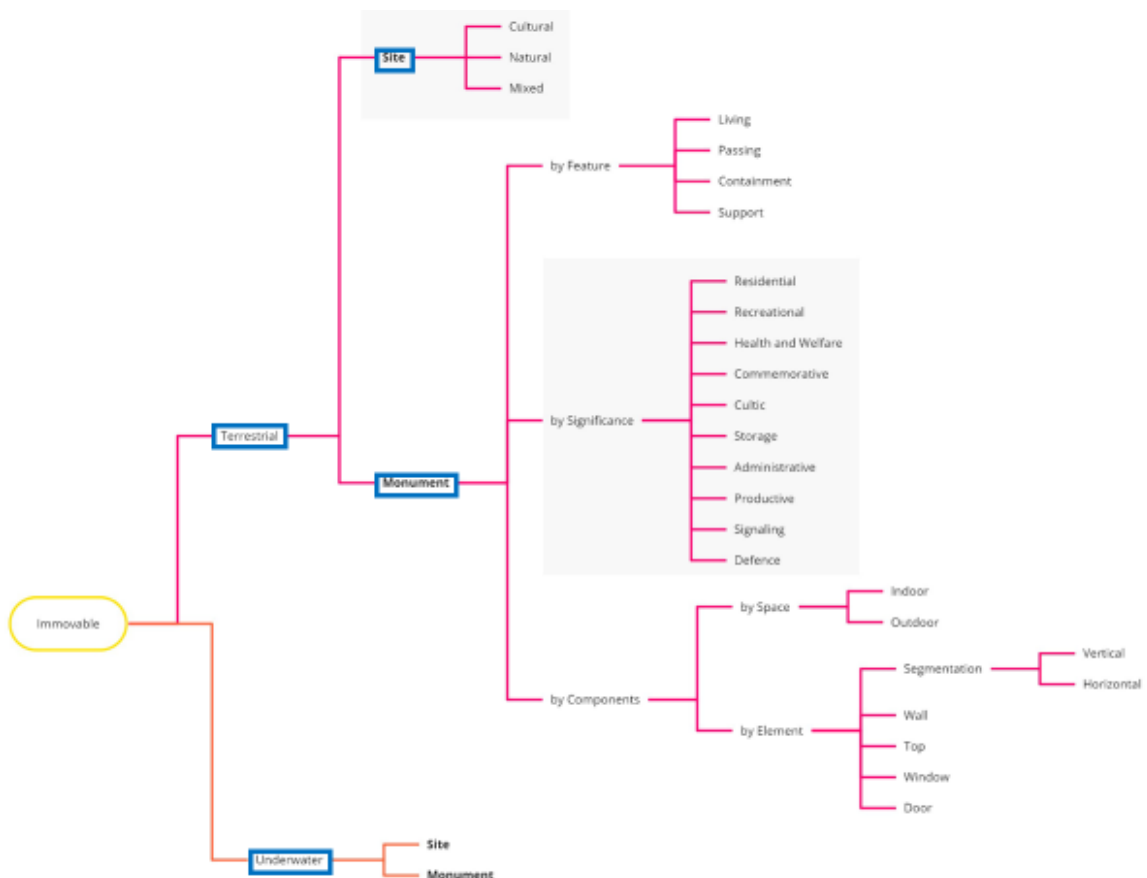 Cultural
Site
Natural
Mixed
Living
by Feature
Passing
Containment
Support
Residential
Recreational
Health and Welfare
Commemorative
Cultic
by Significance
Storage
Terrestrial
Administrative
Monument
Productive
Signaling
Defence
Indoor
by Space
Outdoor
Immovable
Vertical
Segmentation
Horizontal
by Components
Wall
by Element
Top
Window
Door
Site
Underwater
Monument